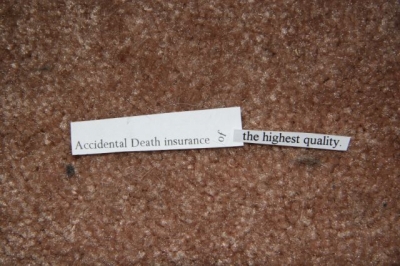 Accidental Death insurance of the highest quality.